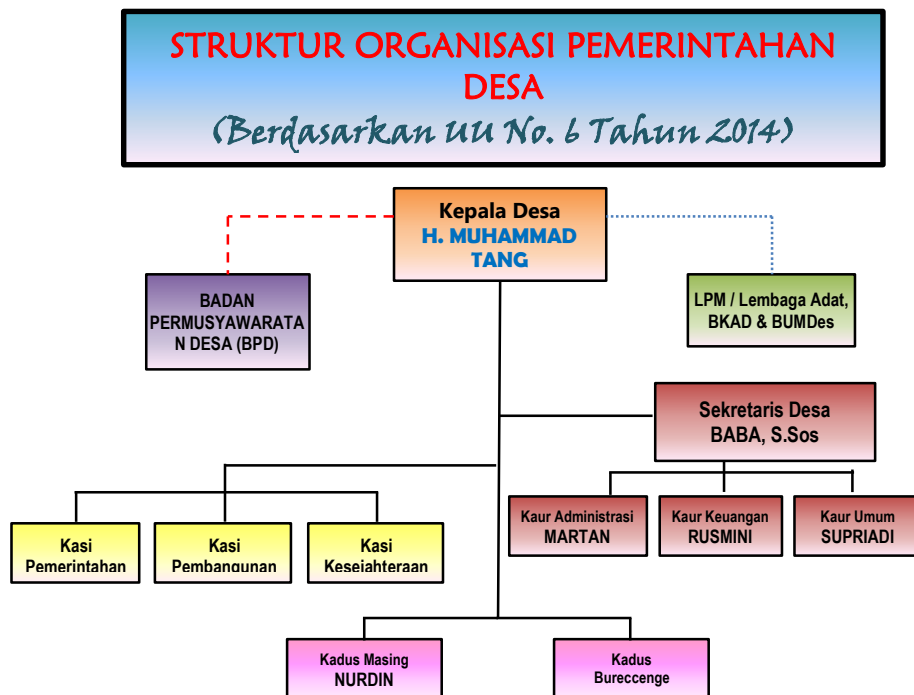 STRUKTUR ORGANISASI PEMERINTAHAN
DESA
(Berdasarkan UU No. 6 Tahun 2014)
Kepala Desa
H. MUHAMMAD
TANG
BADAN
PERMUSYAWARATA
N DESA (BPD)
LPM / Lembaga Adat,
BKAD & BUMDes
Sekretaris Desa
BABA, S.Sos
Kasi
Pemerintahan
Kasi
Pembangunan
Kasi
Kesejahteraan
Kaur Administrasi
MARTAN
Kaur Keuangan
RUSMINI
Kaur Umum
SUPRIADI
Kadus Masing
NURDIN
Kadus
Bureccenge